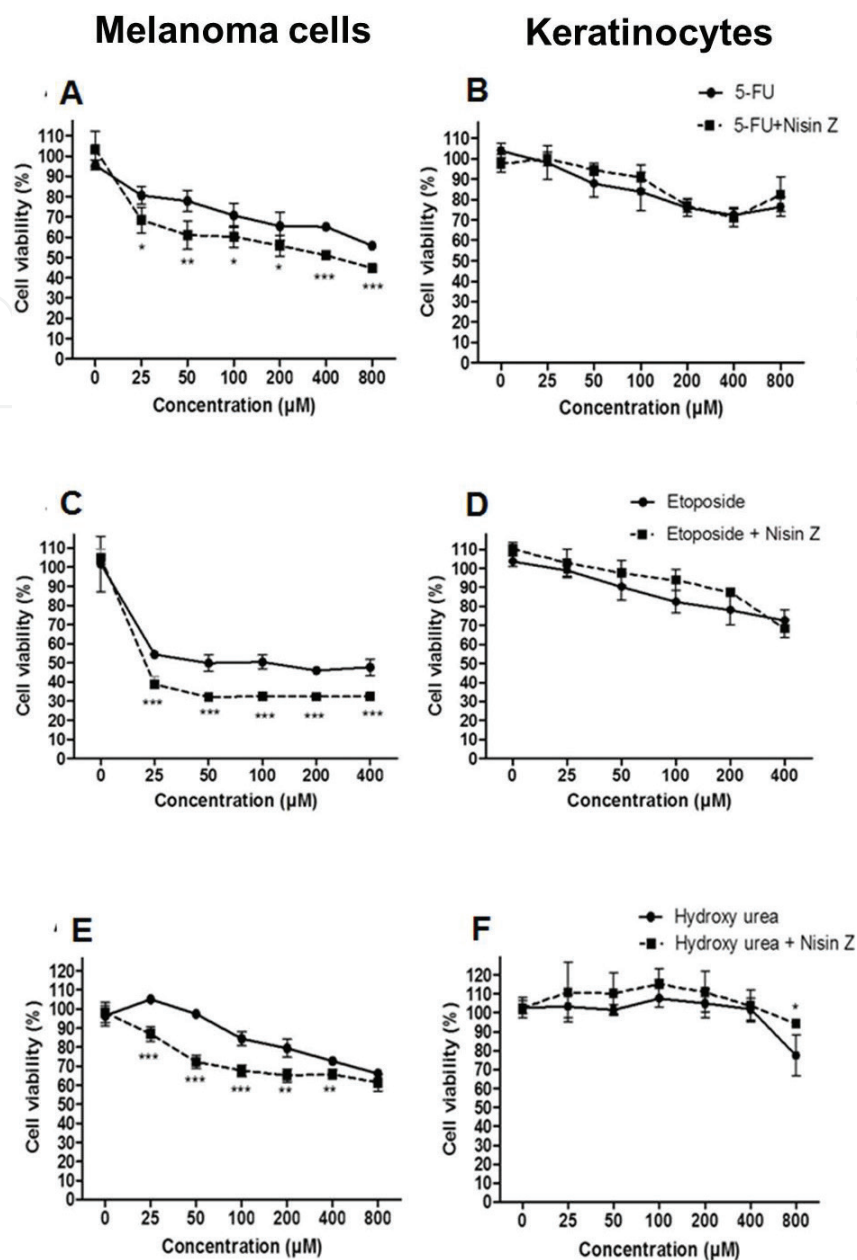 Melanoma cells
Keratinocytes
A
110
100
90
80
70
60
50
40
30
20
10
0
Cell viability (%)
*
**
*
*
***
***
0 25 50 100 200 400 800
Concentration (µM)
B
5-FU
5-FU+Nisin Z
110
100
90
80
70
60
50
40
30
20
10
0
Cell viability (%)
0 25 50 100 200 400 800
Concentration (µM)
C
110
100
90
80
70
60
50
40
30
20
10
0
Cell viability (%)
***
***
***
***
***
0 25 50 100 200 400
Concentration (µM)
D
Etoposide
Etoposide + Nisin Z
110
100
90
80
70
60
50
40
30
20
10
0
Cell viability (%)
0 25 50 100 200 400
Concentration (µM)
E
120
110
100
90
80
70
60
50
40
30
20
10
0
Cell viability (%)
***
***
***
**
**
0 25 50 100 200 400 800
Concentration (µM)
F
Hydroxy urea
Hydroxy urea + Nisin Z
120
110
100
90
80
70
60
50
40
30
20
10
0
Cell viability (%)
*
0 25 50 100 200 400 800
Concentration (µM)